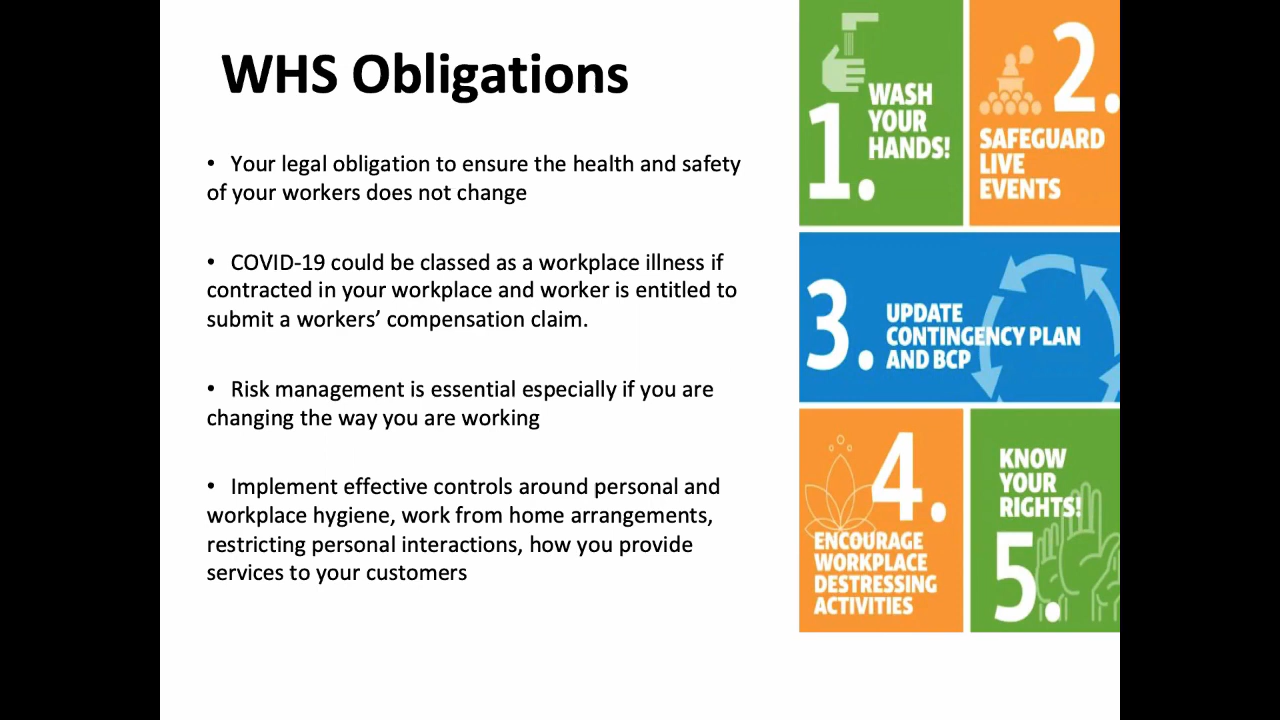 WHS Obligations
• Your legal obligation to ensure the health and safety
of your workers does not change
• COVID-19 could be classed as a workplace illness if
contracted in your workplace and worker is entitled to
submit a workers’ compensation claim.
• Risk management is essential especially if you are
changing the way you are working
• Implement effective controls around personal and
workplace hygiene, work from home arrangements,
restricting personal interactions, how you provide
services to your customers
1.
WASH
YOUR
HANDS!
2.
SAFEGUARD
LIVE
EVENTS
3.
UPDATE
CONTINGENCY PLAN
AND BCP
4.
ENCOURAGE
WORKPLACE
DESTRESSING
ACTIVITIES
KNOW
YOUR
RIGHTS!
5.